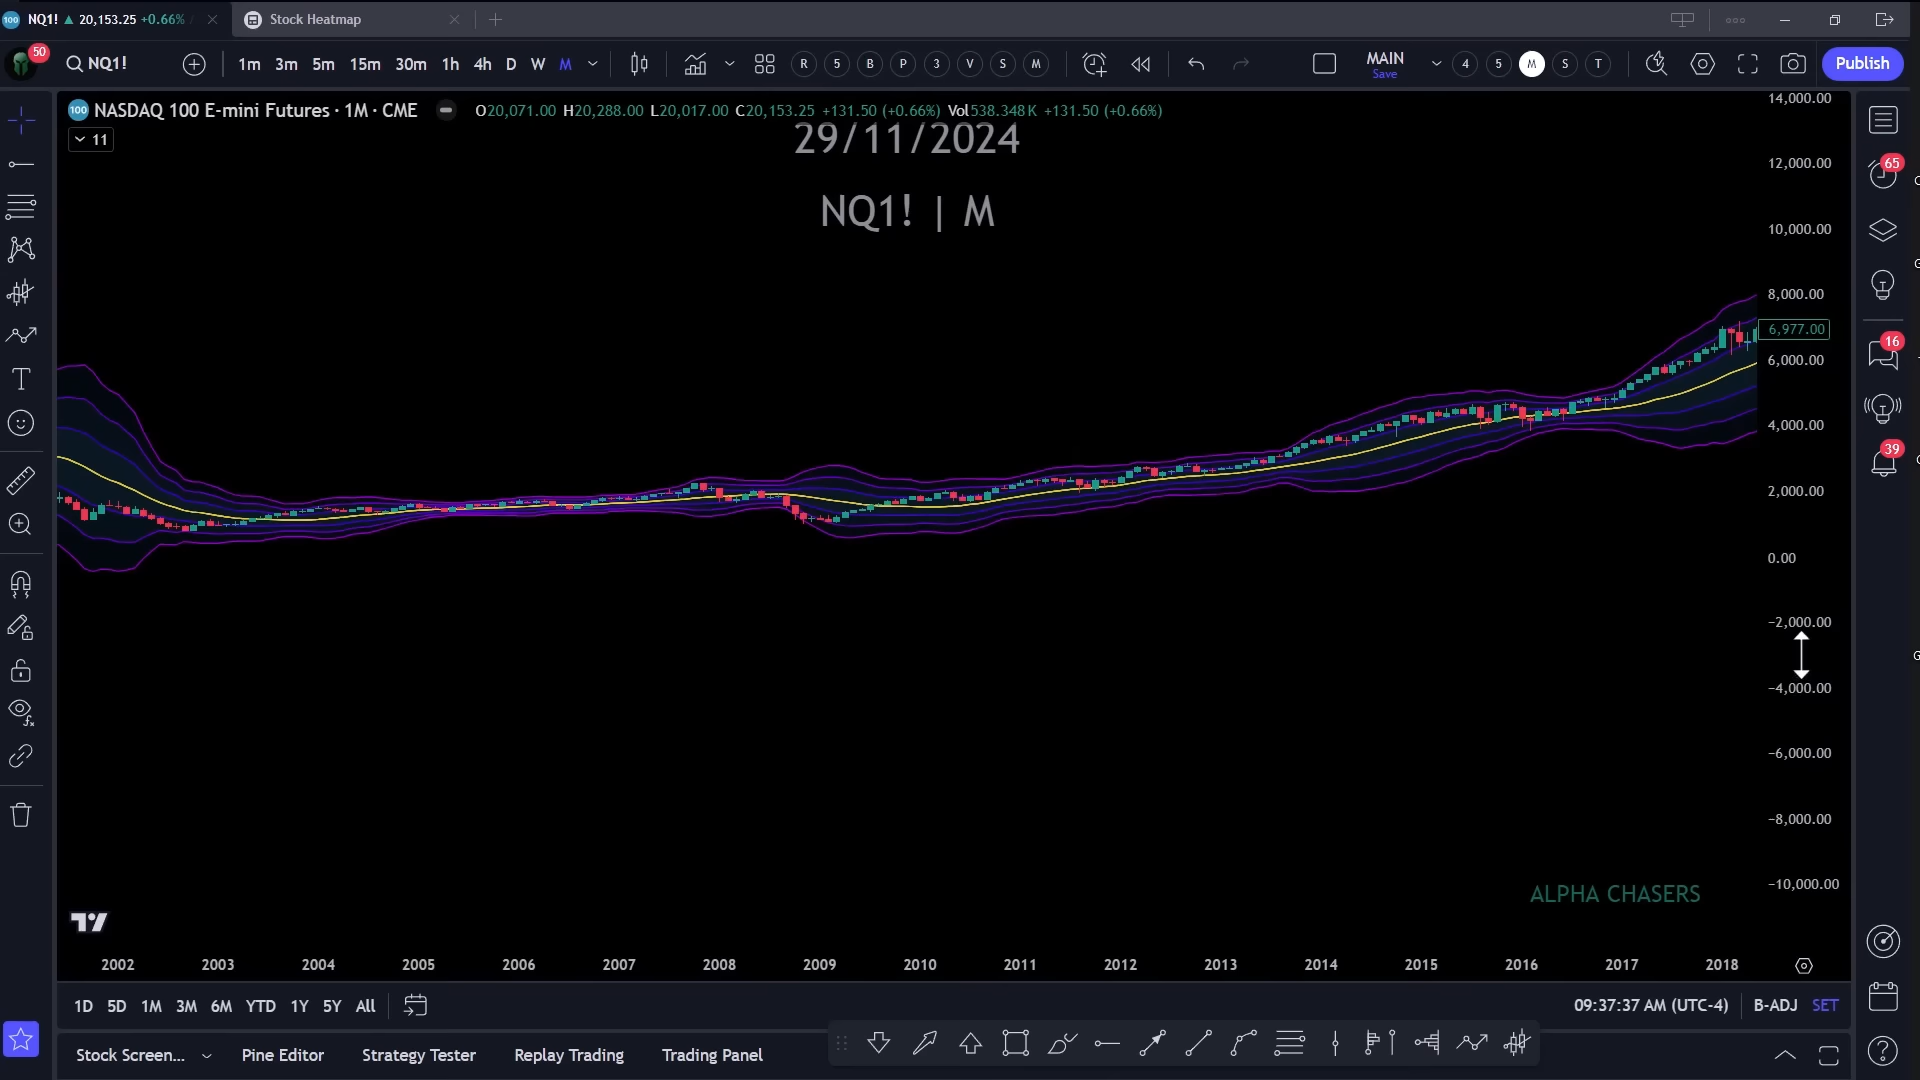 NQ1! ▲ 20,153.25 +0.66%
Stock Heatmap
50
NQ1!
1m 3m 5m 15m 30m 1h 4h D W M
R 5 B P 3 V S M
MAIN
Save
4 5 M S T
Publish
100 NASDAQ 100 E-mini Futures · 1M · CME
O20,071.00 H20,288.00 L20,017.00 C20,153.25 +131.50 (+0.66%) Vol538.348K +131.50 (+0.66%)
11
29/11/2024
NQ1! | M
14,000.00
12,000.00
10,000.00
8,000.00
6,977.00
6,000.00
4,000.00
2,000.00
0.00
−2,000.00
−4,000.00
−6,000.00
−8,000.00
−10,000.00
65
16
39
ALPHA CHASERS
2002 2003 2004 2005 2006 2007 2008 2009 2010 2011 2012 2013 2014 2015 2016 2017 2018
1D 5D 1M 3M 6M YTD 1Y 5Y All
09:37:37 AM (UTC-4)
B-ADJ SET
Stock Screen...
Pine Editor
Strategy Tester
Replay Trading
Trading Panel